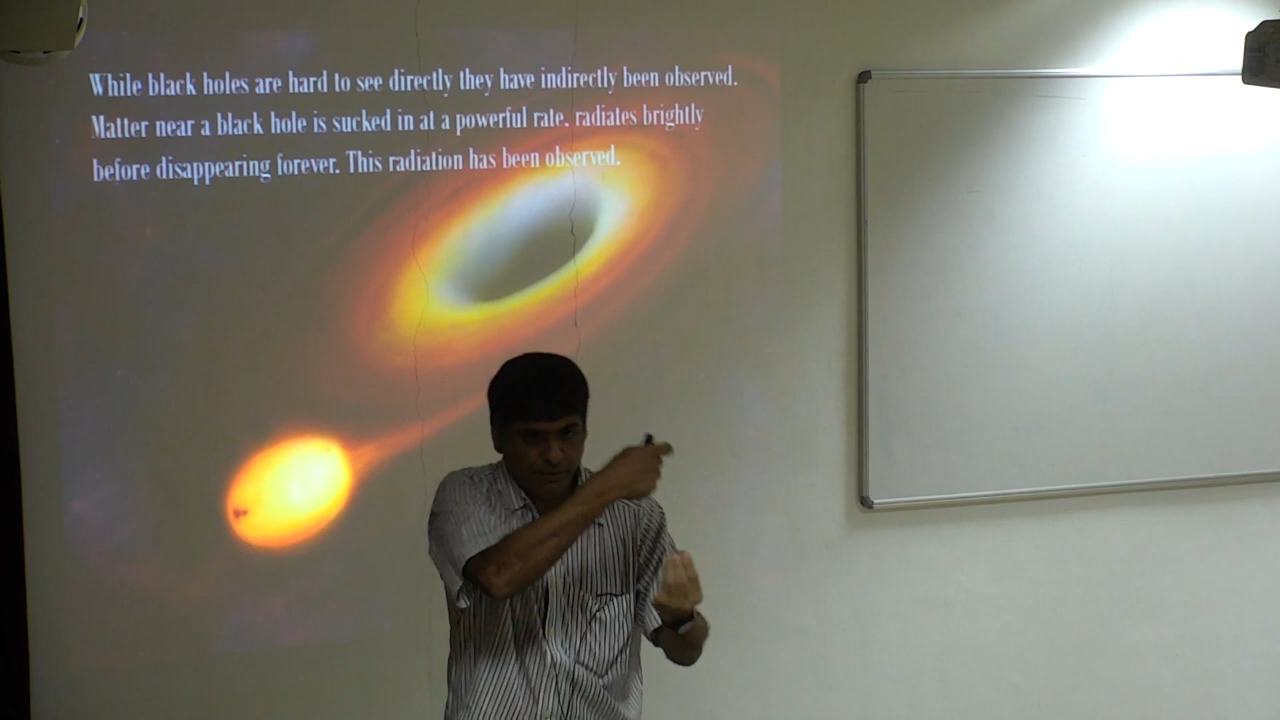 While black holes are hard to see directly they have indirectly been observed.
Matter near a black hole is sucked in at a powerful rate. radiates brightly
before disappearing forever. This radiation has been observed.